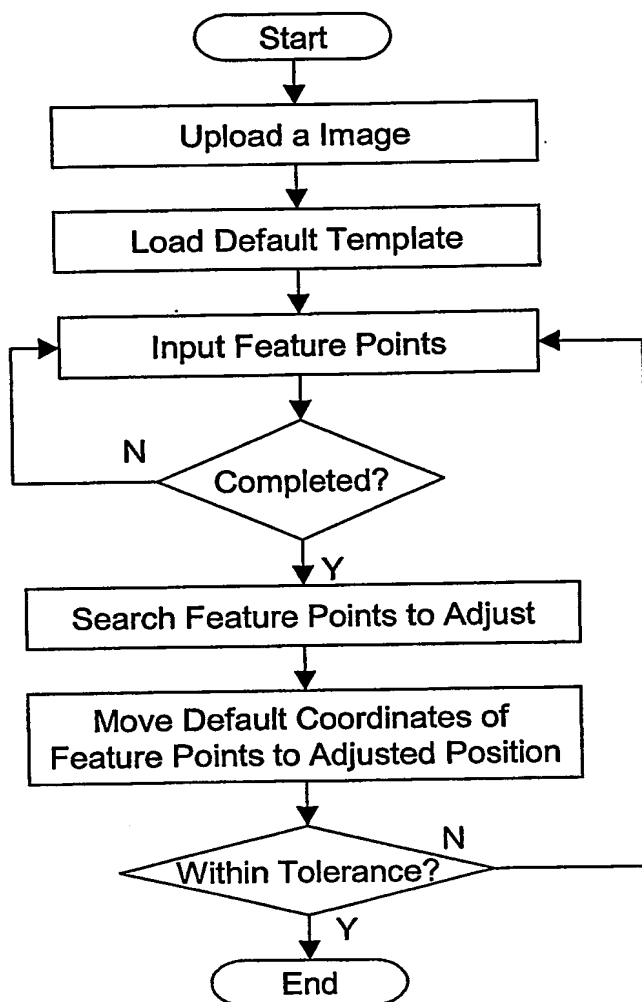 Start
Upload a Image
Load Default Template
Input Feature Points
N
Completed?
Y
Search Feature Points to Adjust
Move Default Coordinates of
Feature Points to Adjusted Position
N
Within Tolerance?
Y
End